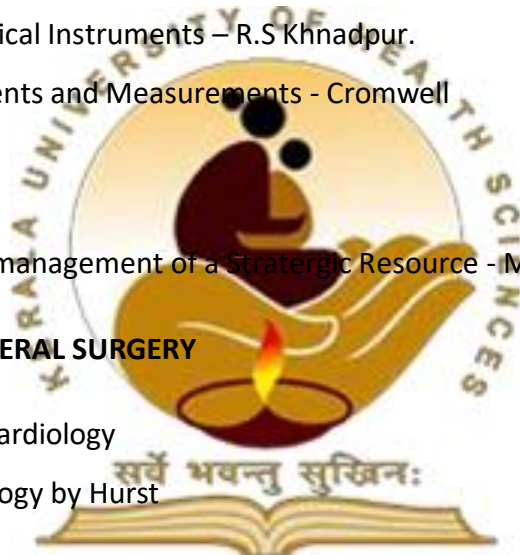 ical Instruments – R.S Khnadpur.
ents and Measurements - Cromwell
management of a Stratergic Resource - M
ERAL SURGERY
ardiology
ogy by Hurst
KERALA UNIVERSITY OF HEALTH SCIENCES
सर्वे भवन्तु सुखिनः